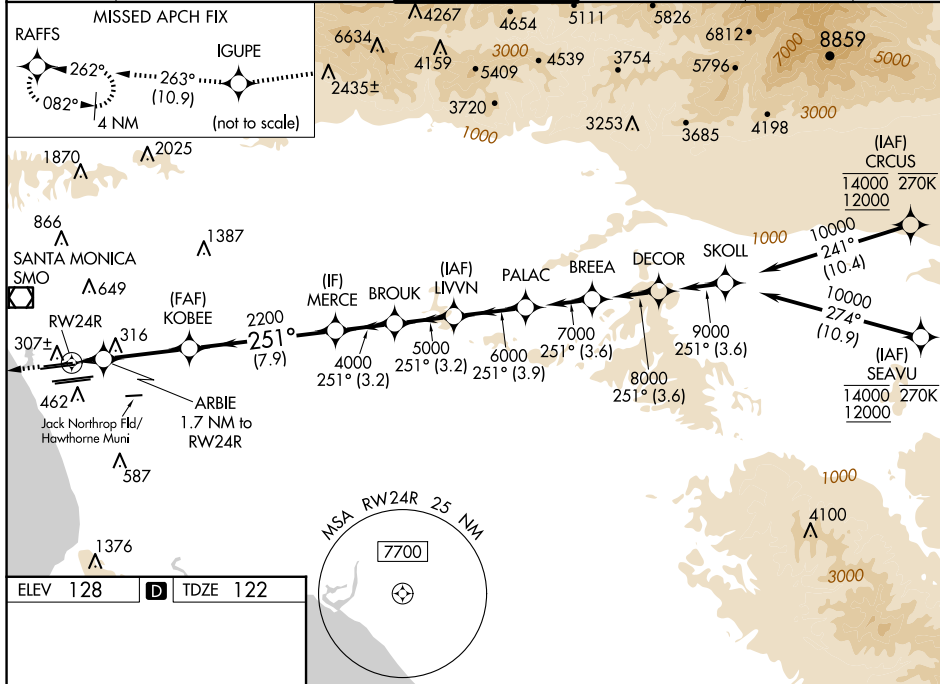 MISSED APCH FIX
RAFFS
IGUPE
262°
263°
(10.9)
082°
4 NM
(not to scale)
4267
4654
5111
5826
6634
4159
3000
5409
4539
3754
6812
7000
8859
5000
5796
2435±
3720
1000
3253
3685
4198
3000
1870
2025
(IAF)
CRCUS
14000 270K
12000
866
1387
1000
10000
241°
(10.4)
SANTA MONICA
SMO
649
(FAF)
KOBEE
(IF)
MERCE
BROUK
(IAF)
LIVVN
PALAC
BREEA
DECOR
SKOLL
10000
274°
(10.9)
RW24R
307±
316
2200
251°
(7.9)
4000
251° (3.2)
5000
251° (3.2)
6000
251° (3.9)
7000
251° (3.6)
8000
251° (3.6)
9000
251° (3.6)
(IAF)
SEAVU
14000 270K
12000
462
Jack Northrop Fld/
Hawthorne Muni
ARBIE
1.7 NM to
RW24R
587
1376
MSA RW24R 25 NM
7700
1000
4100
3000
ELEV 128
D
TDZE 122